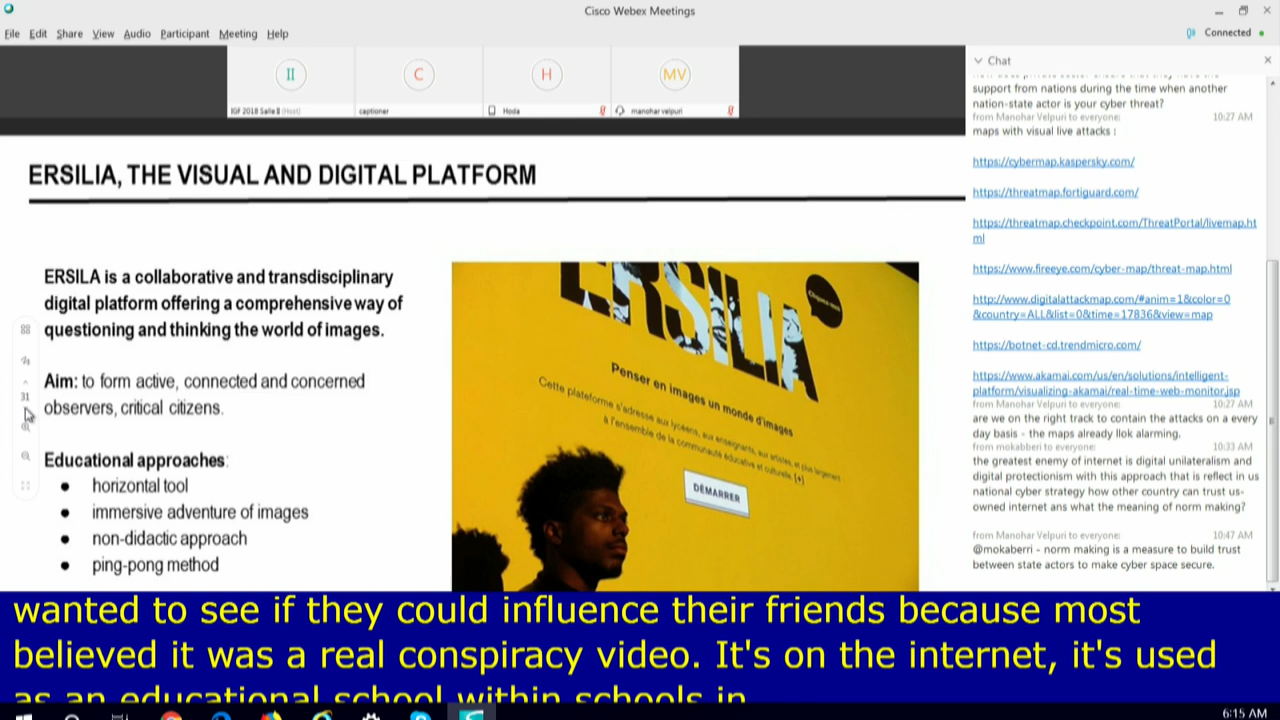 Cisco Webex Meetings
File Edit Share View Audio Participant Meeting Help
Connected
II
C
H
MV
IGF 2018 Salle 8 (Host)
captioner
Hoda
manohar velpuri
ERSILIA, THE VISUAL AND DIGITAL PLATFORM
ERSILA is a collaborative and transdisciplinary
digital platform offering a comprehensive way of
questioning and thinking the world of images.
Aim: to form active, connected and concerned
observers, critical citizens.
Educational approaches:
● horizontal tool
● immersive adventure of images
● non-didactic approach
● ping-pong method
31
ERSILIA
Cliquez-moi
Penser en images un monde d'images
Cette plateforme s'adresse aux lycéens, aux enseignants, aux artistes, et plus largement
à l'ensemble de la communauté éducative et culturelle. [+]
DÉMARRER
Chat
support from nations during the time when another
nation-state actor is your cyber threat?
from Manohar Velpuri to everyone: 10:27 AM
maps with visual live attacks :
https://cybermap.kaspersky.com/
https://threatmap.fortiguard.com/
https://threatmap.checkpoint.com/ThreatPortal/livemap.ht
ml
https://www.fireeye.com/cyber-map/threat-map.html
http://www.digitalattackmap.com/#anim=1&color=0
&country=ALL&list=0&time=17836&view=map
https://botnet-cd.trendmicro.com/
https://www.akamai.com/us/en/solutions/intelligent-
platform/visualizing-akamai/real-time-web-monitor.jsp
from Manohar Velpuri to everyone: 10:27 AM
are we on the right track to contain the attacks on a every
day basis - the maps already llok alarming.
from mokabberi to everyone: 10:33 AM
the greatest enemy of internet is digital unilateralism and
digital protectionism with this approach that is reflect in us
national cyber strategy how other country can trust us-
owned internet ans what the meaning of norm making?
from Manohar Velpuri to everyone: 10:47 AM
@mokaberri - norm making is a measure to build trust
between state actors to make cyber space secure.
wanted to see if they could influence their friends because most
believed it was a real conspiracy video. It's on the internet, it's used
as an educational school within schools in
6:15 AM